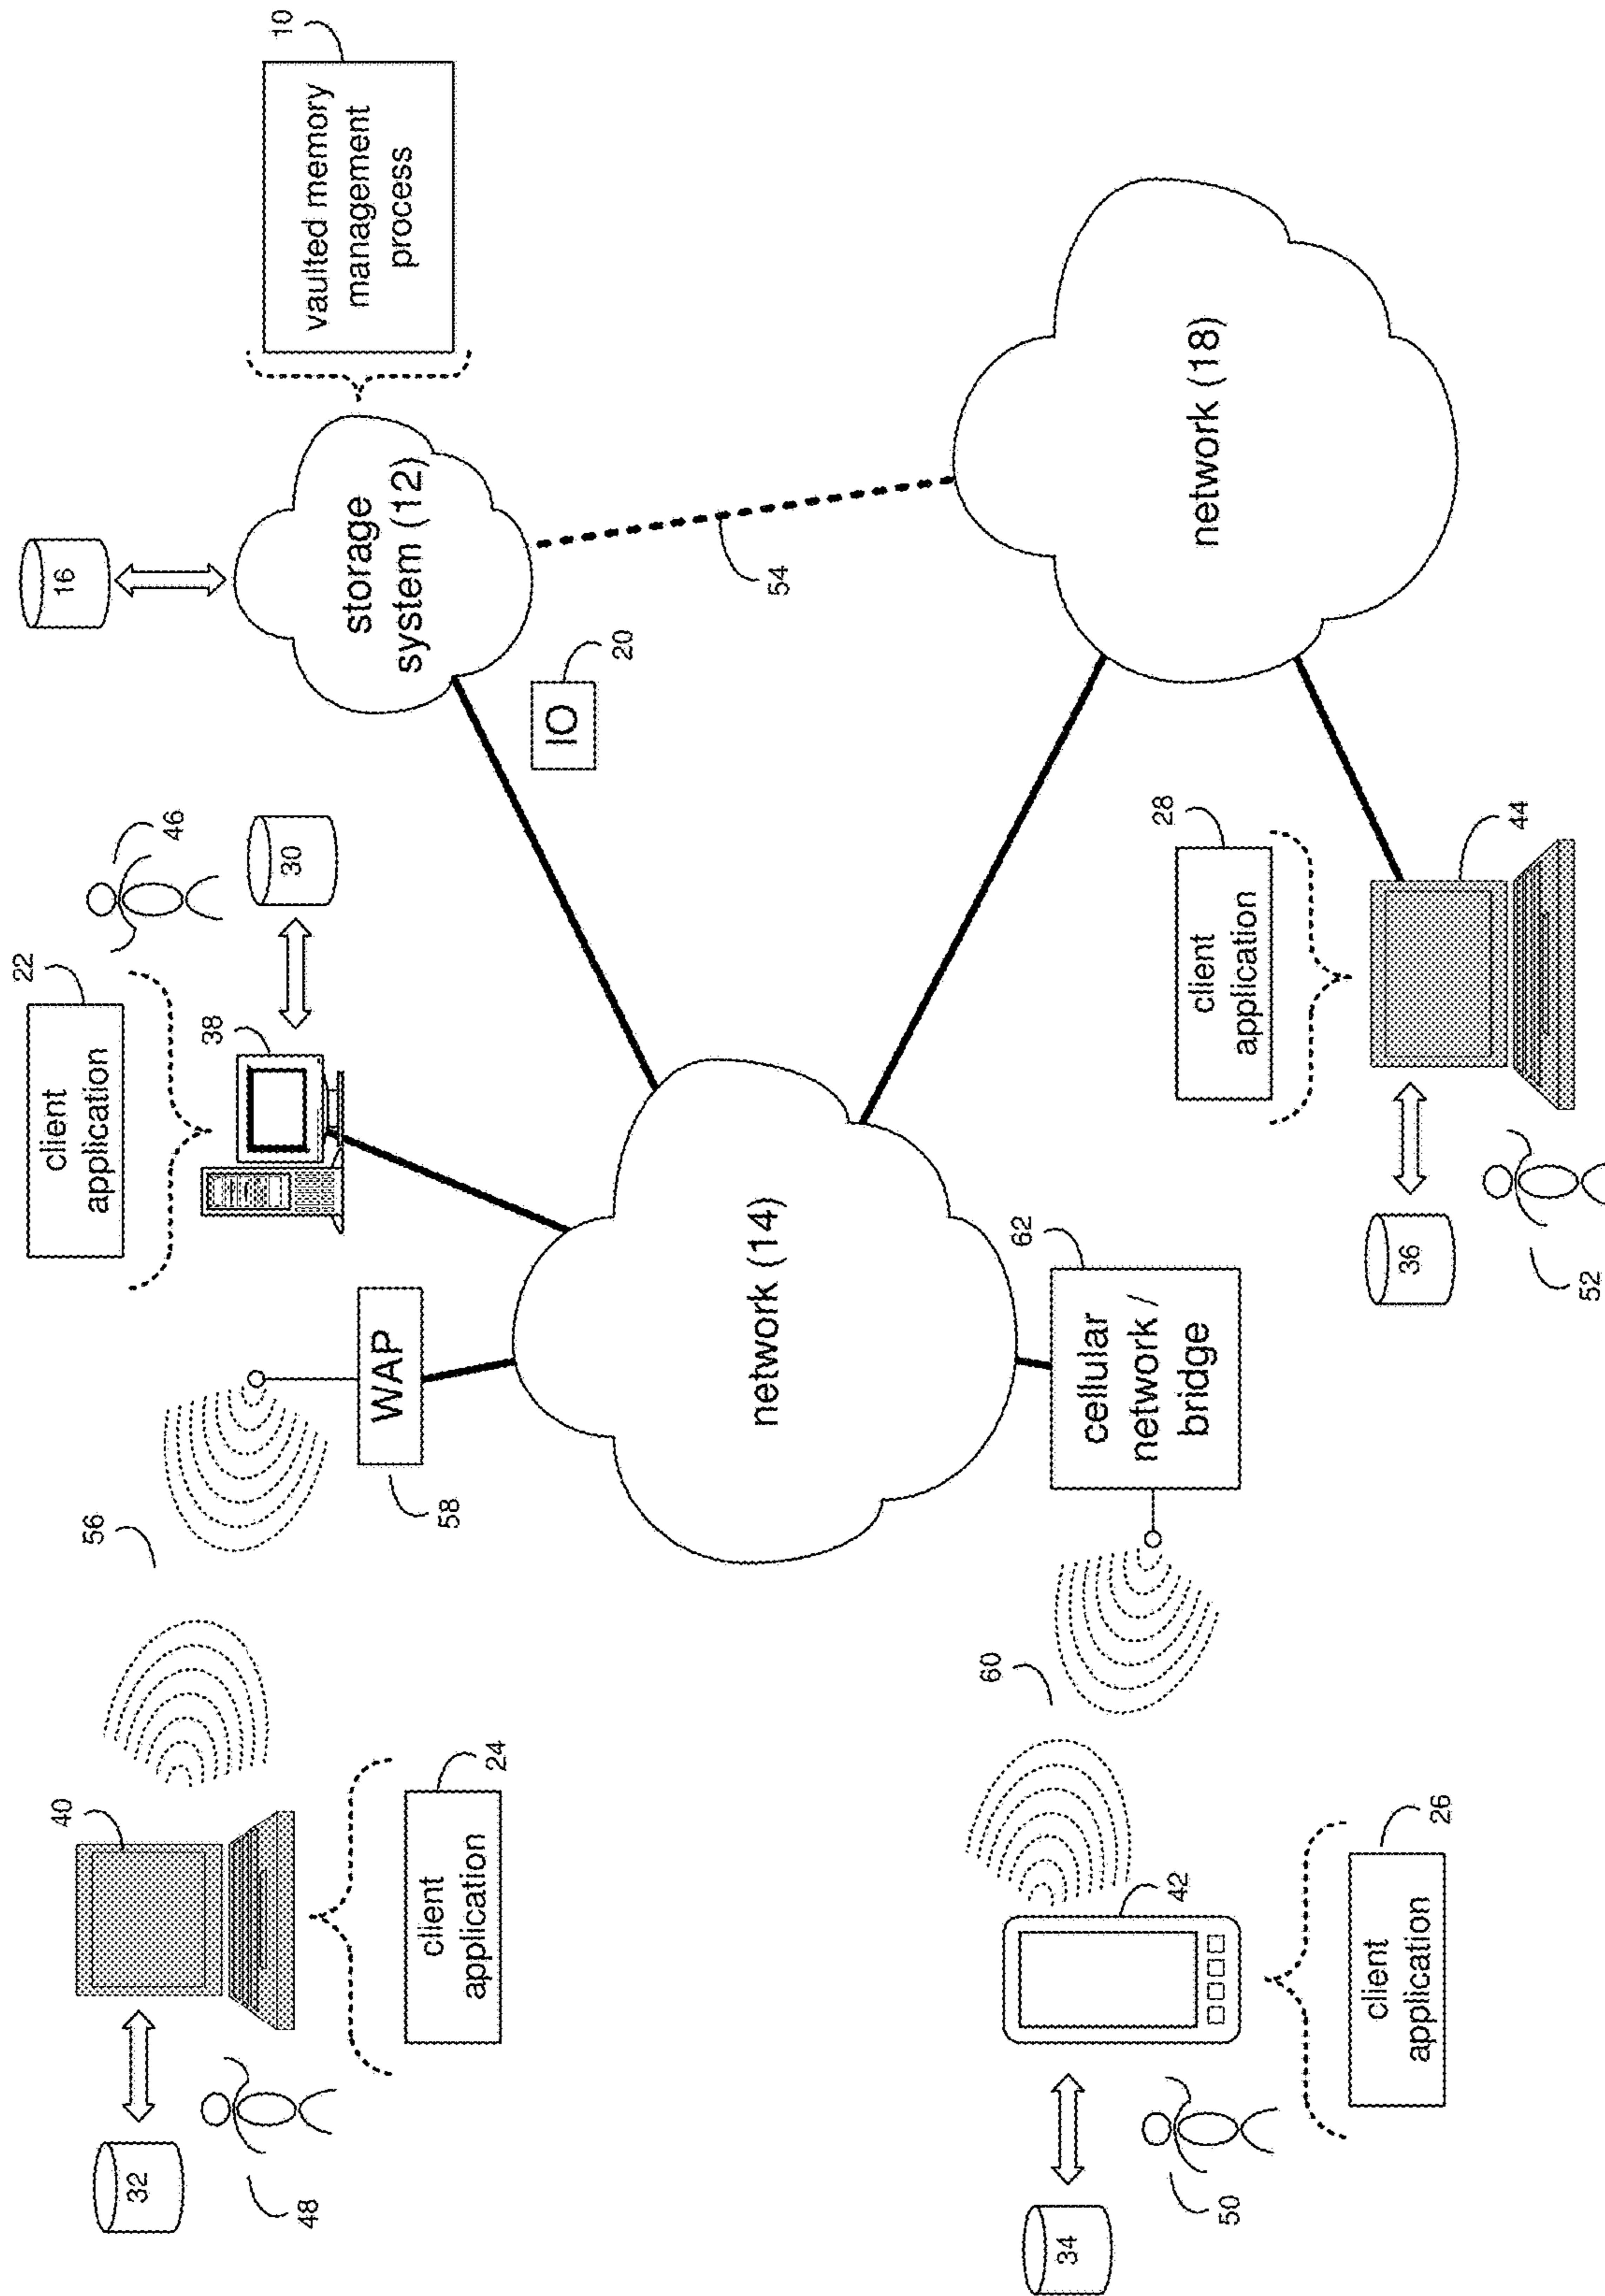 40
32
48
client
application
24
56
58
WAP
client
application
22
38
46
30
16
storage
system (12)
vaulted memory
management
process
10
IO
20
54
network (14)
network (18)
34
50
42
client
application
26
60
cellular
network /
bridge
62
36
52
client
application
28
44